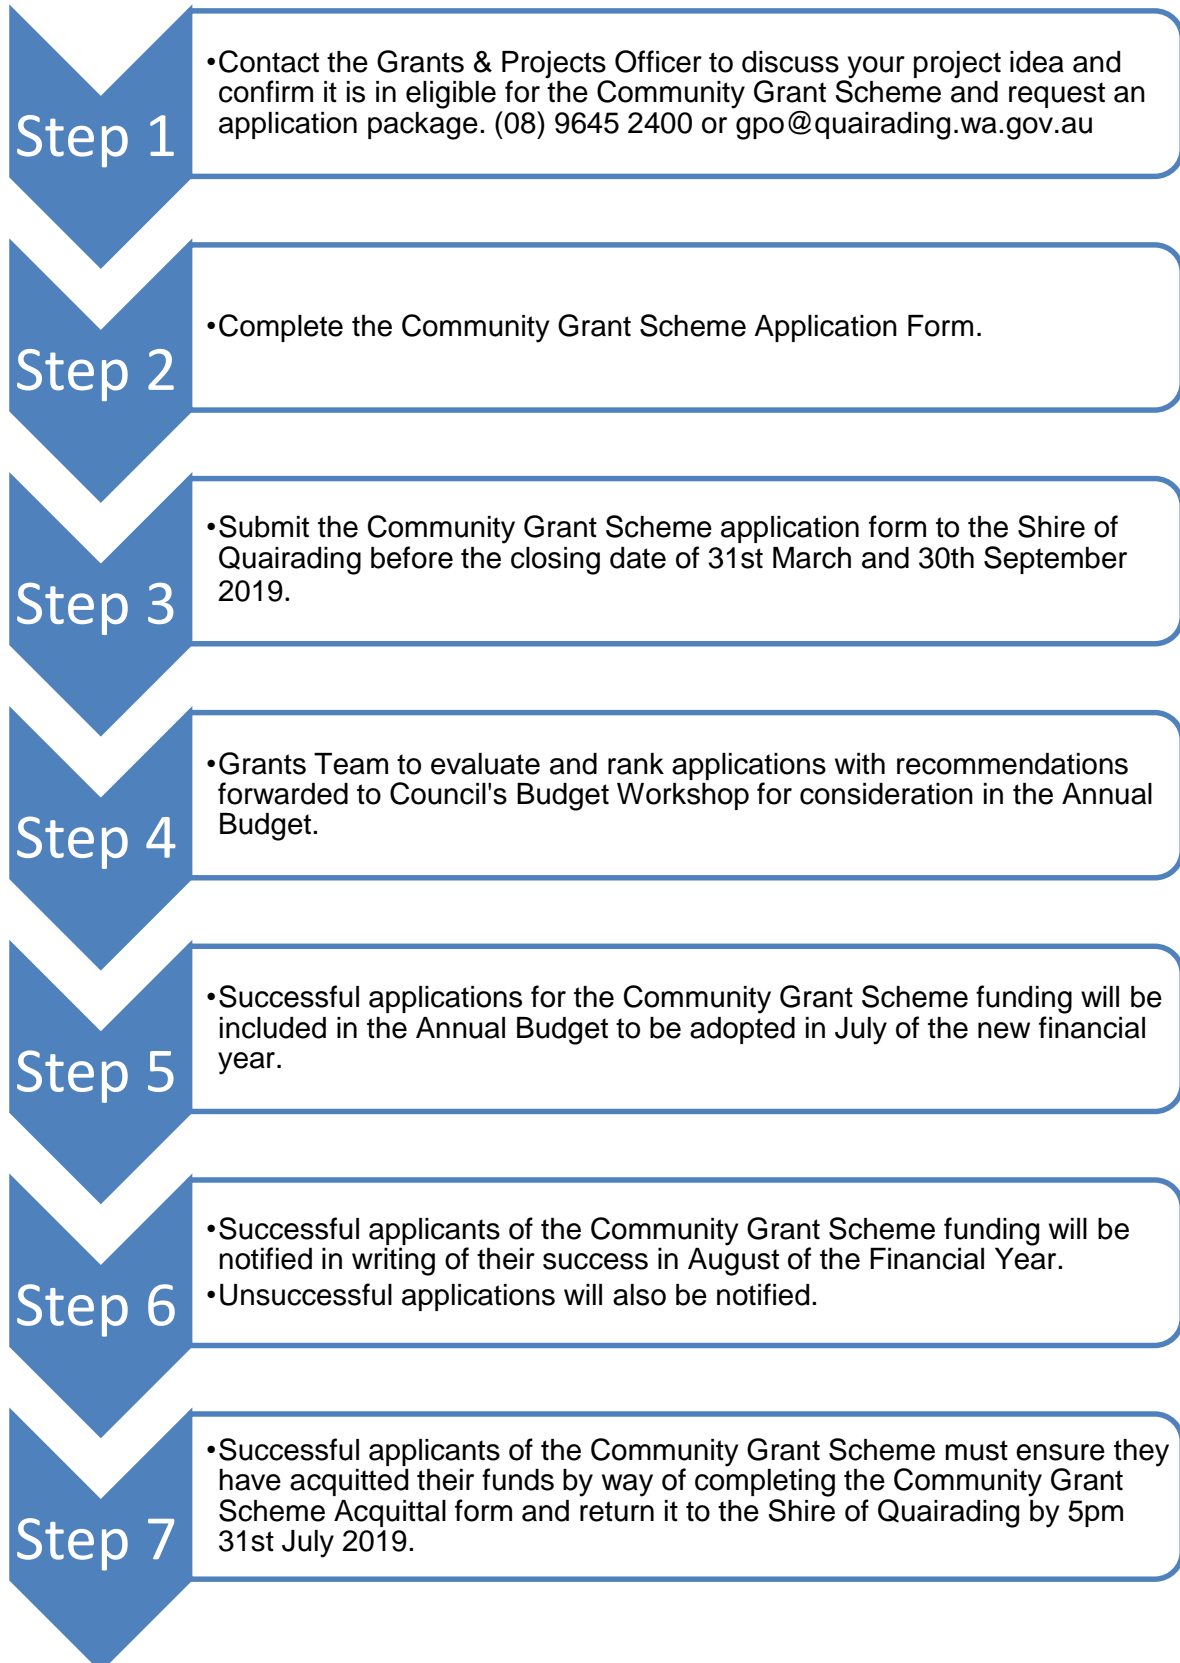 Step 1
•Contact the Grants & Projects Officer to discuss your project idea and
confirm it is in eligible for the Community Grant Scheme and request an
application package. (08) 9645 2400 or gpo@quairading.wa.gov.au
Step 2
•Complete the Community Grant Scheme Application Form.
Step 3
•Submit the Community Grant Scheme application form to the Shire of
Quairading before the closing date of 31st March and 30th September
2019.
Step 4
•Grants Team to evaluate and rank applications with recommendations
forwarded to Council's Budget Workshop for consideration in the Annual
Budget.
Step 5
•Successful applications for the Community Grant Scheme funding will be
included in the Annual Budget to be adopted in July of the new financial
year.
Step 6
•Successful applicants of the Community Grant Scheme funding will be
notified in writing of their success in August of the Financial Year.
•Unsuccessful applications will also be notified.
Step 7
•Successful applicants of the Community Grant Scheme must ensure they
have acquitted their funds by way of completing the Community Grant
Scheme Acquittal form and return it to the Shire of Quairading by 5pm
31st July 2019.